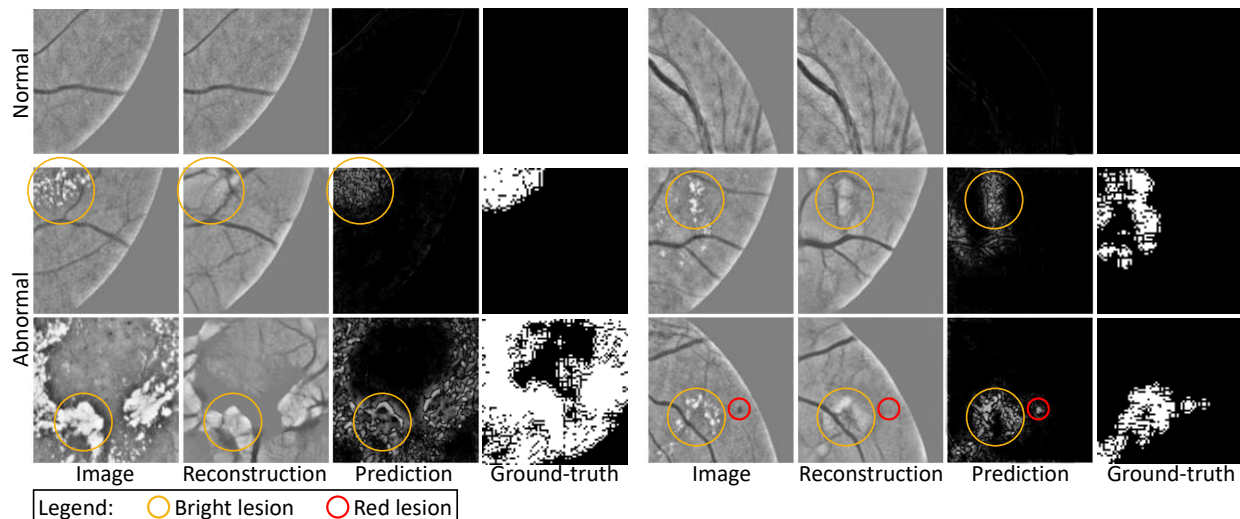 Normal
Abnormal
Image Reconstruction Prediction Ground-truth Image Reconstruction Prediction Ground-truth
Legend: Bright lesion Red lesion